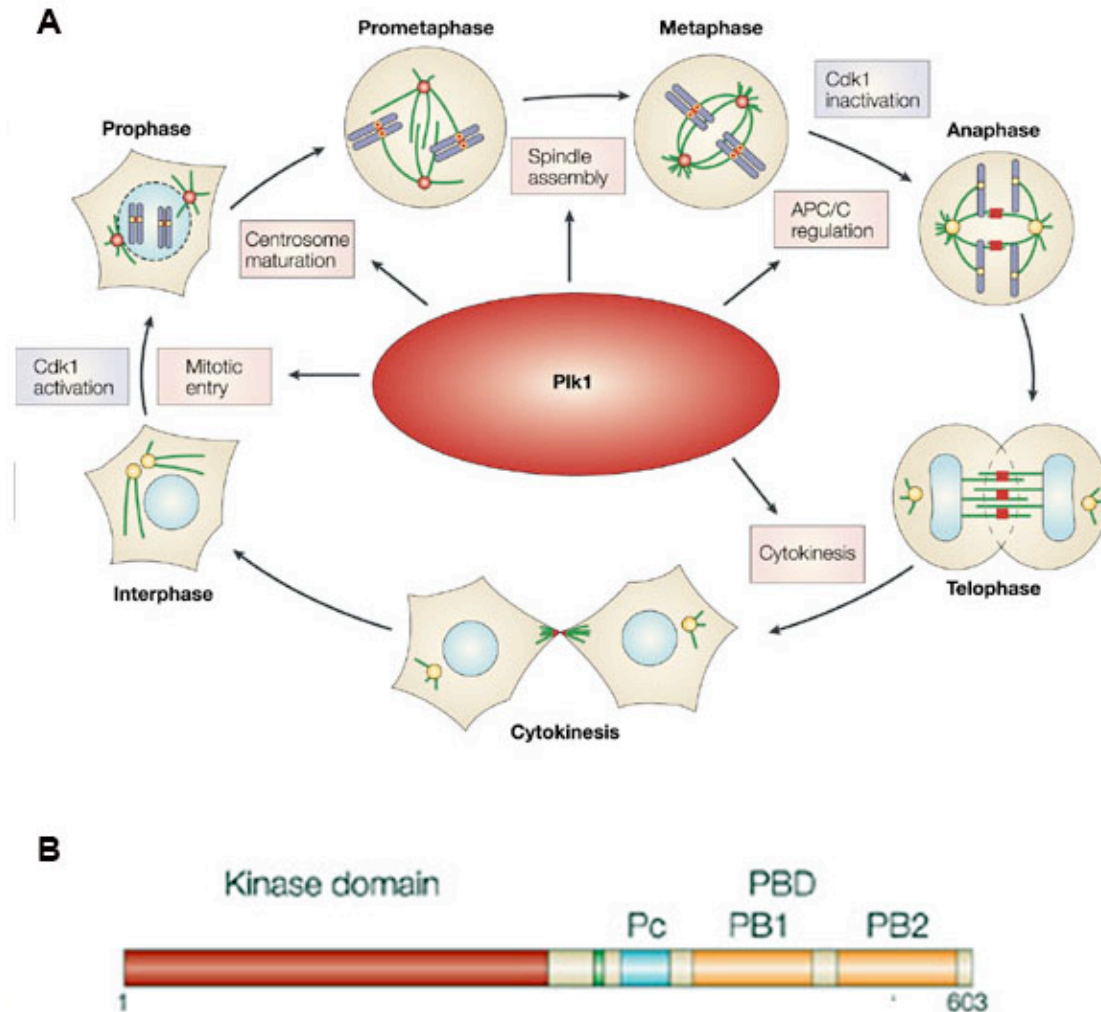 A
Prometaphase
Metaphase
Cdk1
inactivation
Prophase
Anaphase
Spindle
assembly
APC/C
regulation
Centrosome
maturation
Cdk1
activation
Mitotic
entry
Plk1
Cytokinesis
Interphase
Telophase
Cytokinesis
B
Kinase domain
PBD
Pc
PB1
PB2
1
603